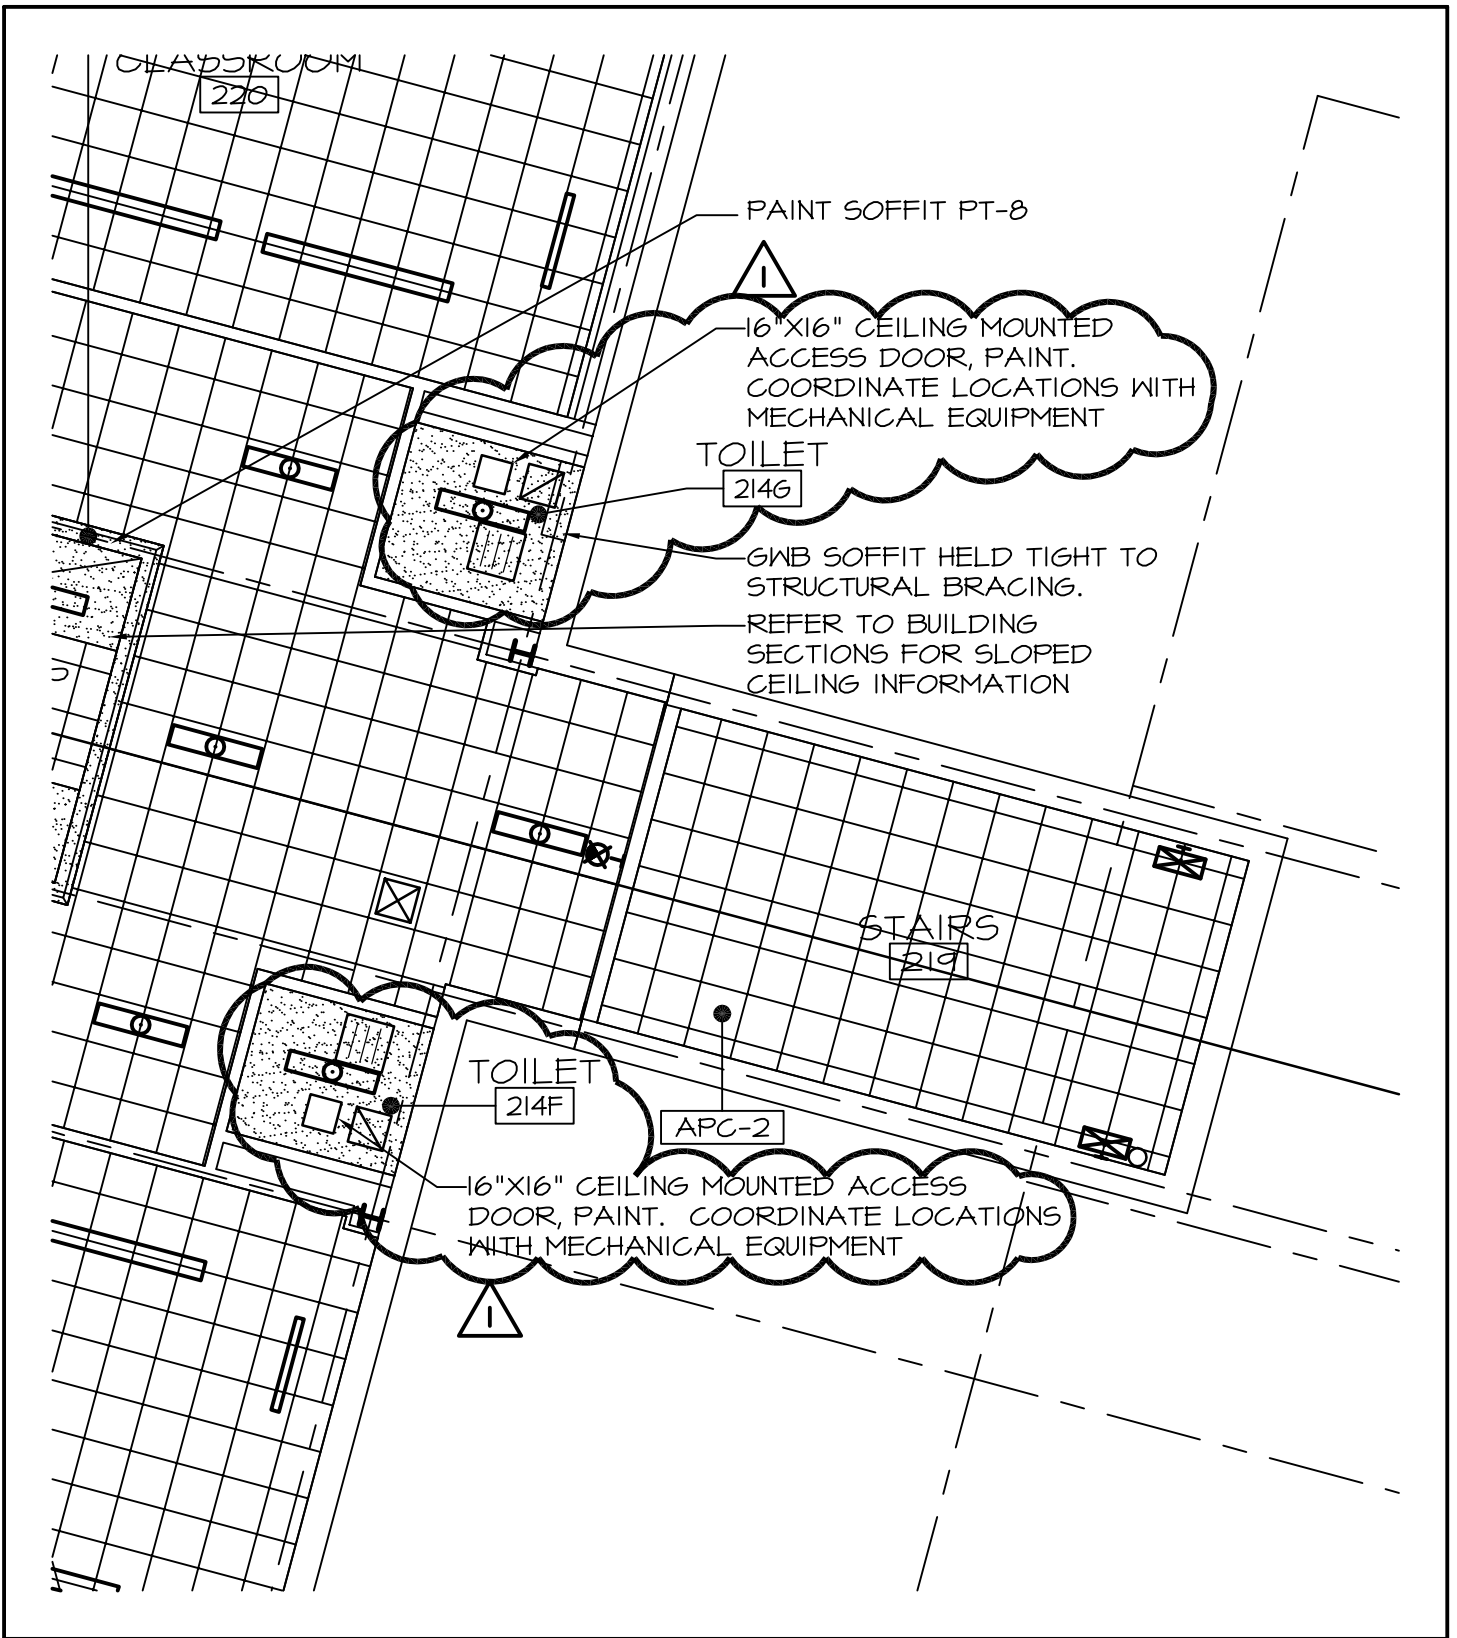 CLASSROOM
220
PAINT SOFFIT PT-8
1
16"X16" CEILING MOUNTED
ACCESS DOOR, PAINT.
COORDINATE LOCATIONS WITH
MECHANICAL EQUIPMENT
TOILET
214G
GWB SOFFIT HELD TIGHT TO
STRUCTURAL BRACING.
REFER TO BUILDING
SECTIONS FOR SLOPED
CEILING INFORMATION
STAIRS
219
TOILET
214F
APC-2
16"X16" CEILING MOUNTED ACCESS
DOOR, PAINT. COORDINATE LOCATIONS
WITH MECHANICAL EQUIPMENT
1